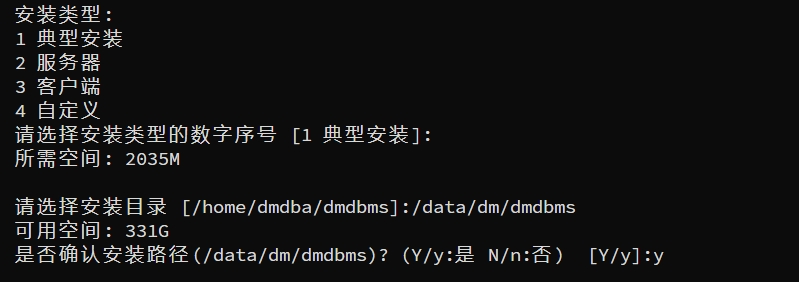 安装类型:
1 典型安装
2 服务器
3 客户端
4 自定义
请选择安装类型的数字序号 [1 典型安装]:
所需空间: 2035M
请选择安装目录 [/home/dmdba/dmdbms]:/data/dm/dmdbms
可用空间: 331G
是否确认安装路径(/data/dm/dmdbms)? (Y/y:是 N/n:否)  [Y/y]:y